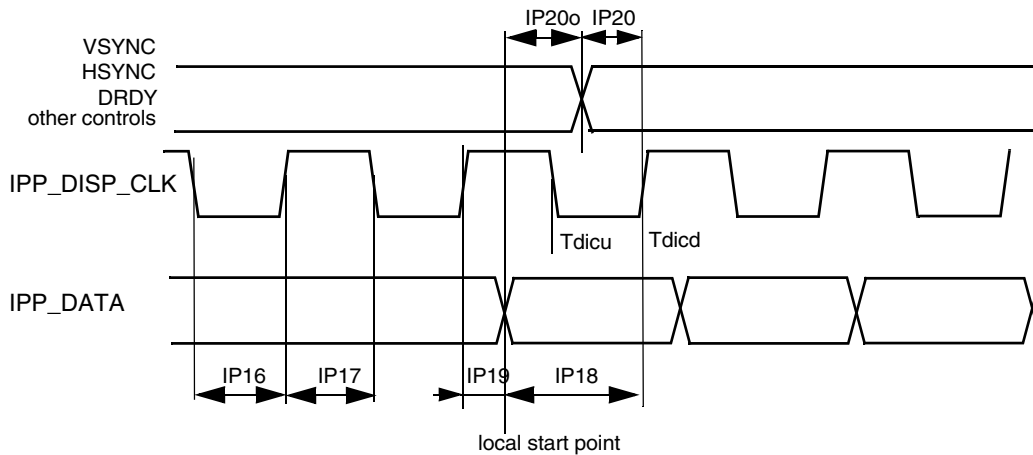 IP20o IP20
VSYNC
HSYNC
DRDY
other controls
IPP_DISP_CLK
Tdicu Tdicd
IPP_DATA
IP16 IP17 IP19 IP18
local start point